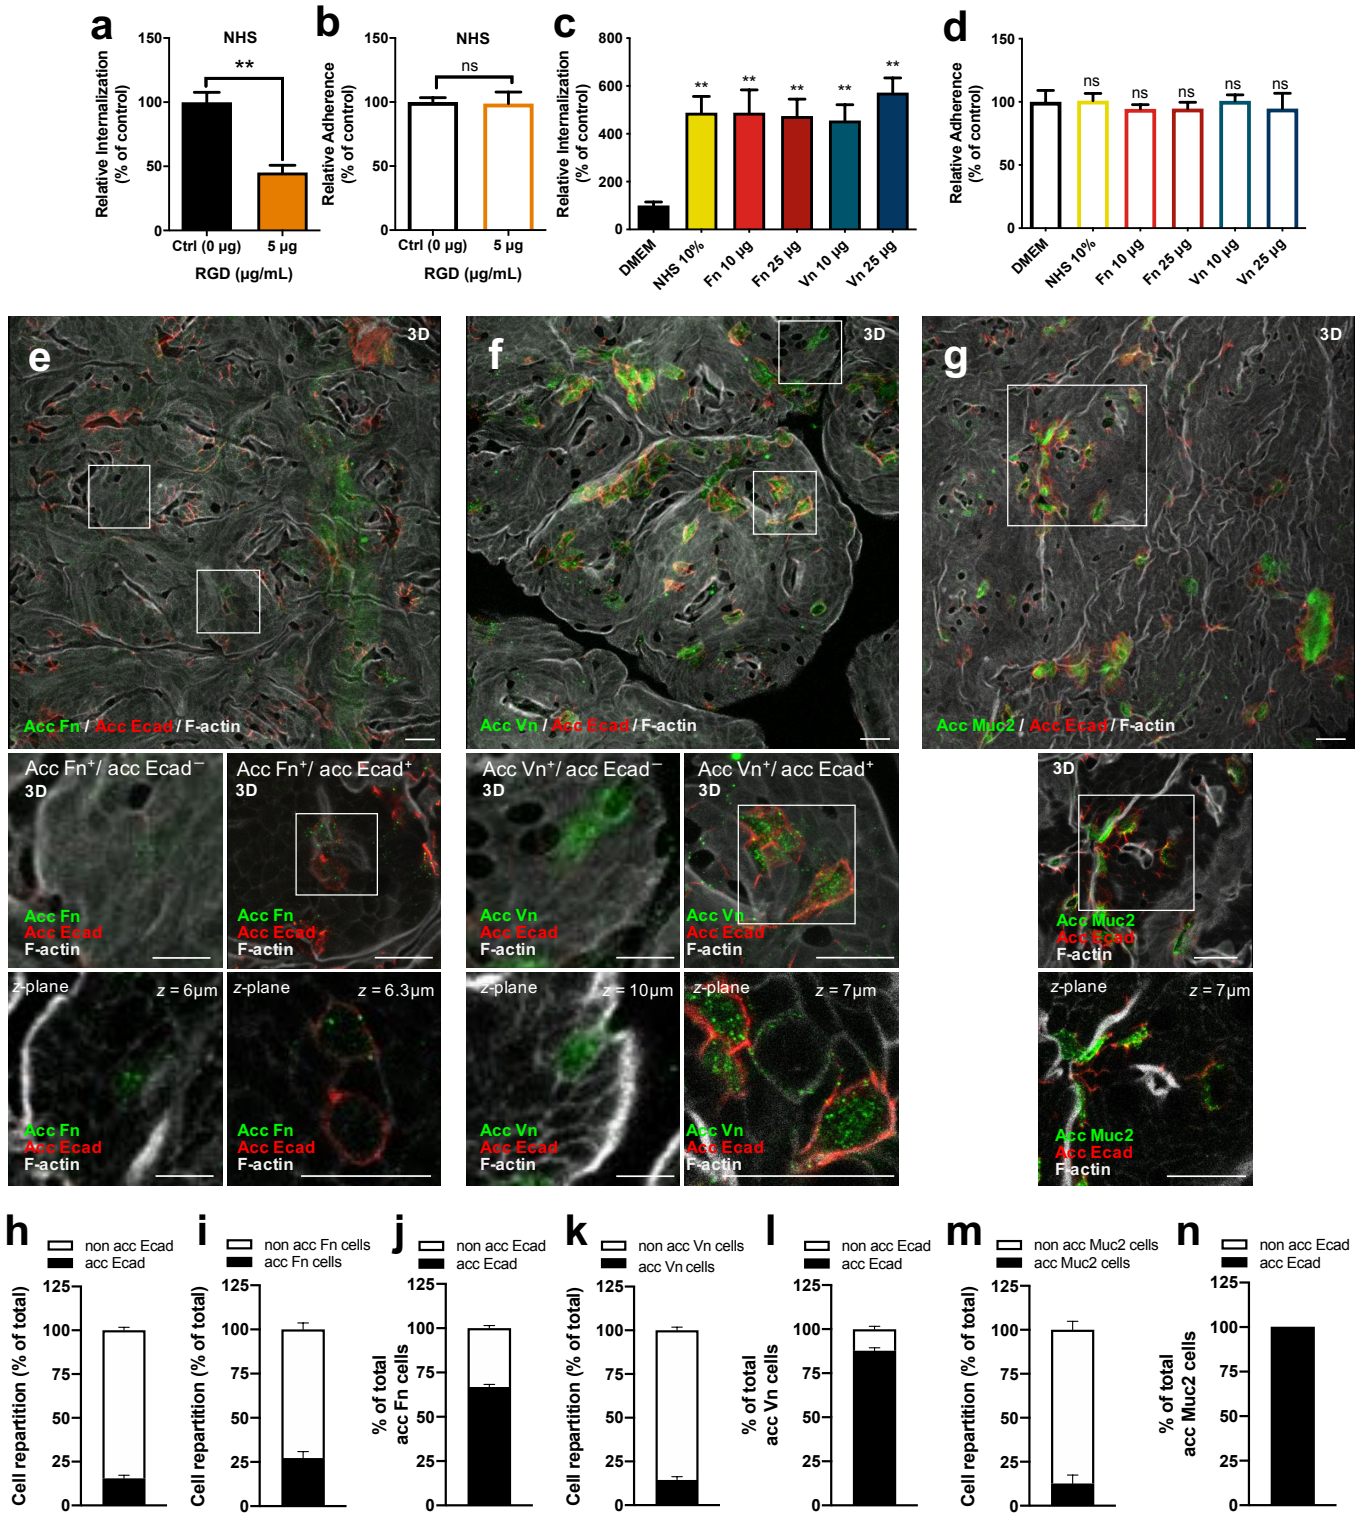 a
NHS
**
Relative Internalization
(% of control)
150
100
50
0
Ctrl (0 µg)
5 µg
RGD (µg/mL)
b
NHS
ns
Relative Adherence
(% of control)
150
100
50
0
Ctrl (0 µg)
5 µg
RGD (µg/mL)
c
Relative Internalization
(% of control)
800
600
400
200
0
**
**
**
**
**
DMEM
NHS 10%
Fn 10 µg
Fn 25 µg
Vn 10 µg
Vn 25 µg
d
Relative Adherence
(% of control)
150
100
50
0
ns
ns
ns
ns
ns
DMEM
NHS 10%
Fn 10 µg
Fn 25 µg
Vn 10 µg
Vn 25 µg
e
3D
Acc Fn / Acc Ecad / F-actin
f
3D
Acc Vn / Acc Ecad / F-actin
g
3D
Acc Muc2 / Acc Ecad / F-actin
Acc Fn⁺/ acc Ecad⁻
3D
Acc Fn
Acc Ecad
F-actin
Acc Fn⁺/ acc Ecad⁺
3D
Acc Fn
Acc Ecad
F-actin
Acc Vn⁺/ acc Ecad⁻
3D
Acc Vn
Acc Ecad
F-actin
Acc Vn⁺/ acc Ecad⁺
3D
Acc Vn
Acc Ecad
F-actin
3D
Acc Muc2
Acc Ecad
F-actin
z-plane
z = 6µm
Acc Fn
Acc Ecad
F-actin
z-plane
z = 6.3µm
Acc Fn
Acc Ecad
F-actin
z-plane
z = 10µm
Acc Vn
Acc Ecad
F-actin
z-plane
z = 7µm
Acc Vn
Acc Ecad
F-actin
z-plane
z = 7µm
Acc Muc2
Acc Ecad
F-actin
h
non acc Ecad
acc Ecad
Cell repartition (% of total)
125
100
75
50
25
0
i
non acc Fn cells
acc Fn cells
Cell repartition (% of total)
125
100
75
50
25
0
j
non acc Ecad
acc Ecad
% of total
acc Fn cells
125
100
75
50
25
0
k
non acc Vn cells
acc Vn cells
Cell repartition (% of total)
125
100
75
50
25
0
l
non acc Ecad
acc Ecad
% of total
acc Vn cells
125
100
75
50
25
0
m
non acc Muc2 cells
acc Muc2 cells
Cell repartition (% of total)
125
100
75
50
25
0
n
non acc Ecad
acc Ecad
% of total
acc Muc2 cells
125
100
75
50
25
0